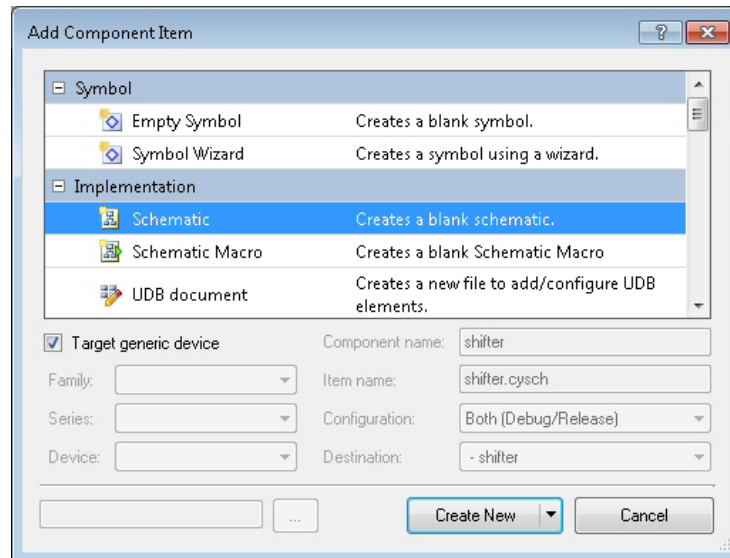 Add Component Item
Symbol
Empty Symbol Creates a blank symbol.
Symbol Wizard Creates a symbol using a wizard.
Implementation
Schematic Creates a blank schematic.
Schematic Macro Creates a blank Schematic Macro
UDB document Creates a new file to add/configure UDB
elements.
Target generic device Component name: shifter
Family: Item name: shifter.cysch
Series: Configuration: Both (Debug/Release)
Device: Destination: - shifter
... Create New Cancel